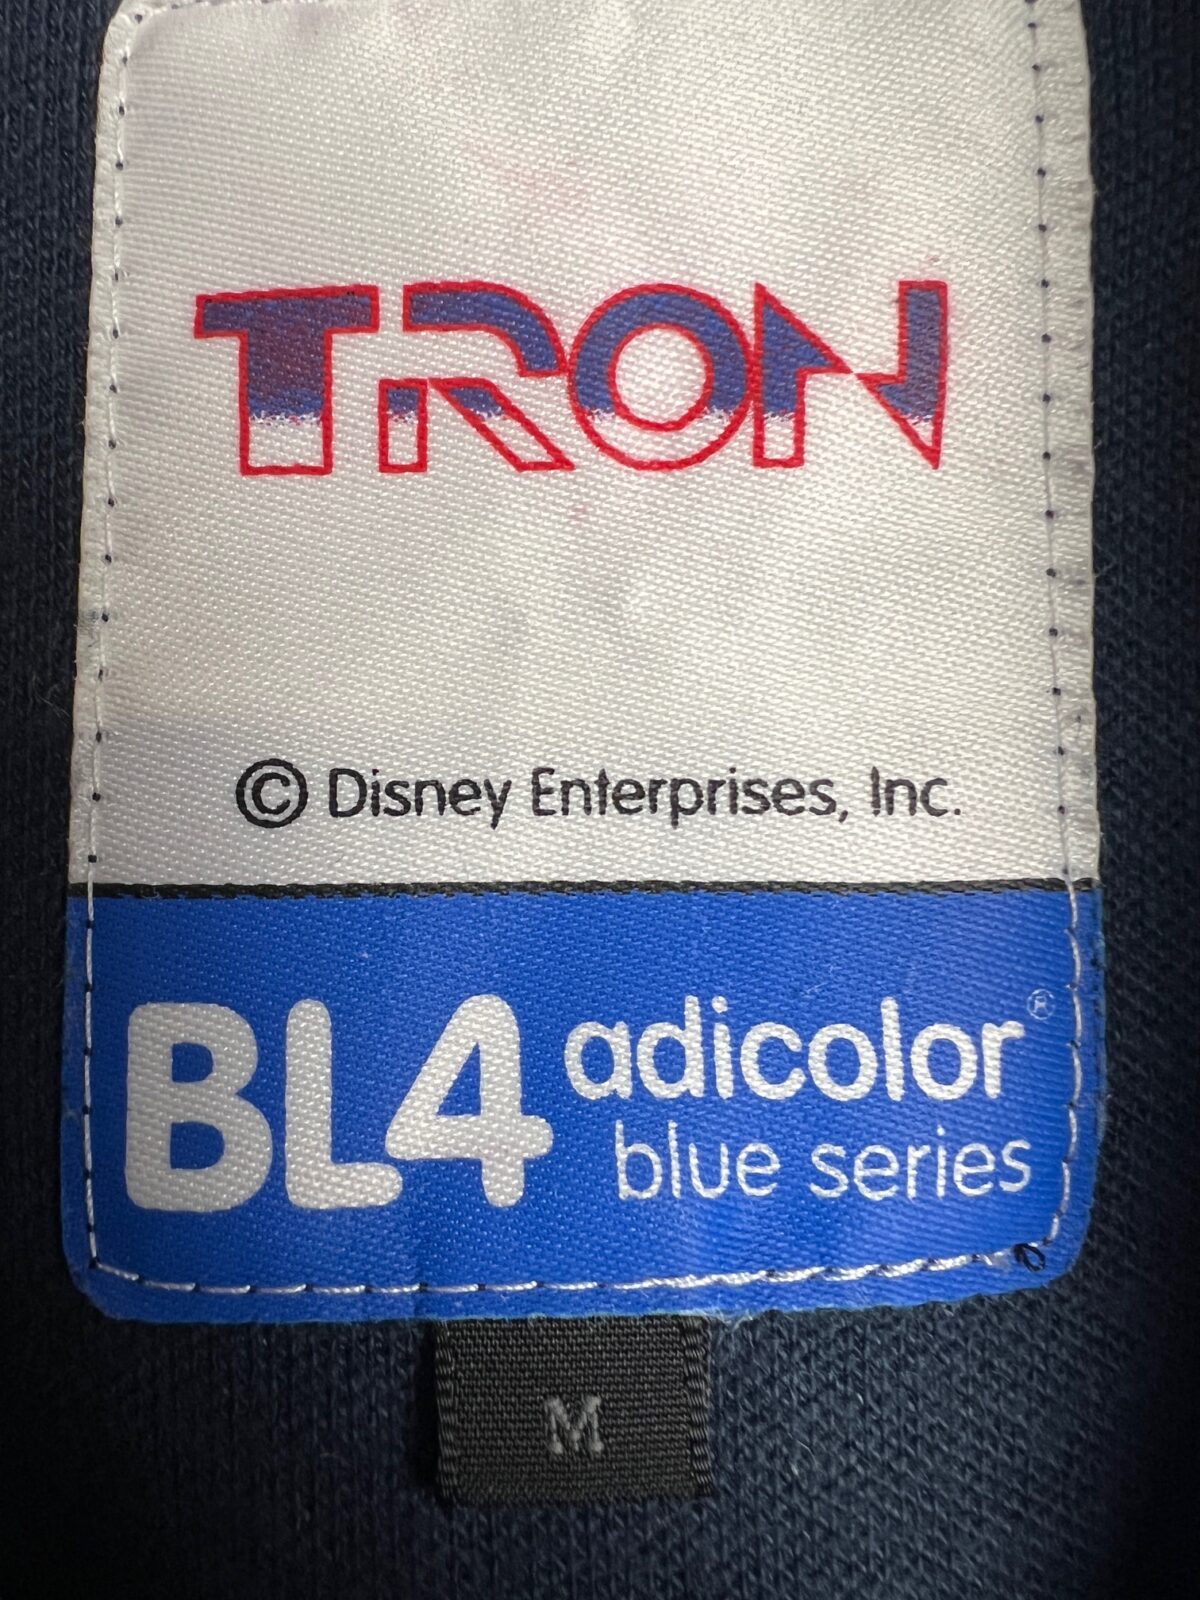 TRON
© Disney Enterprises, Inc.
BL4 adicolor®
blue series
M